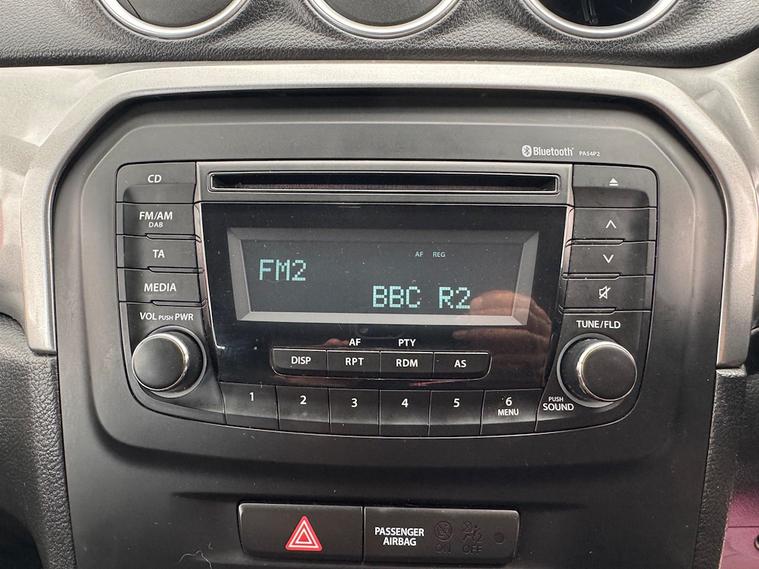 Bluetooth PA54P2
CD
FM/AM
DAB
TA
MEDIA
VOL PUSH PWR
AF REG
FM2
BBC R2
TUNE/FLD
AF PTY
DISP RPT RDM AS
1 2 3 4 5 6
MENU
PUSH
SOUND
PASSENGER
AIRBAG
ON OFF